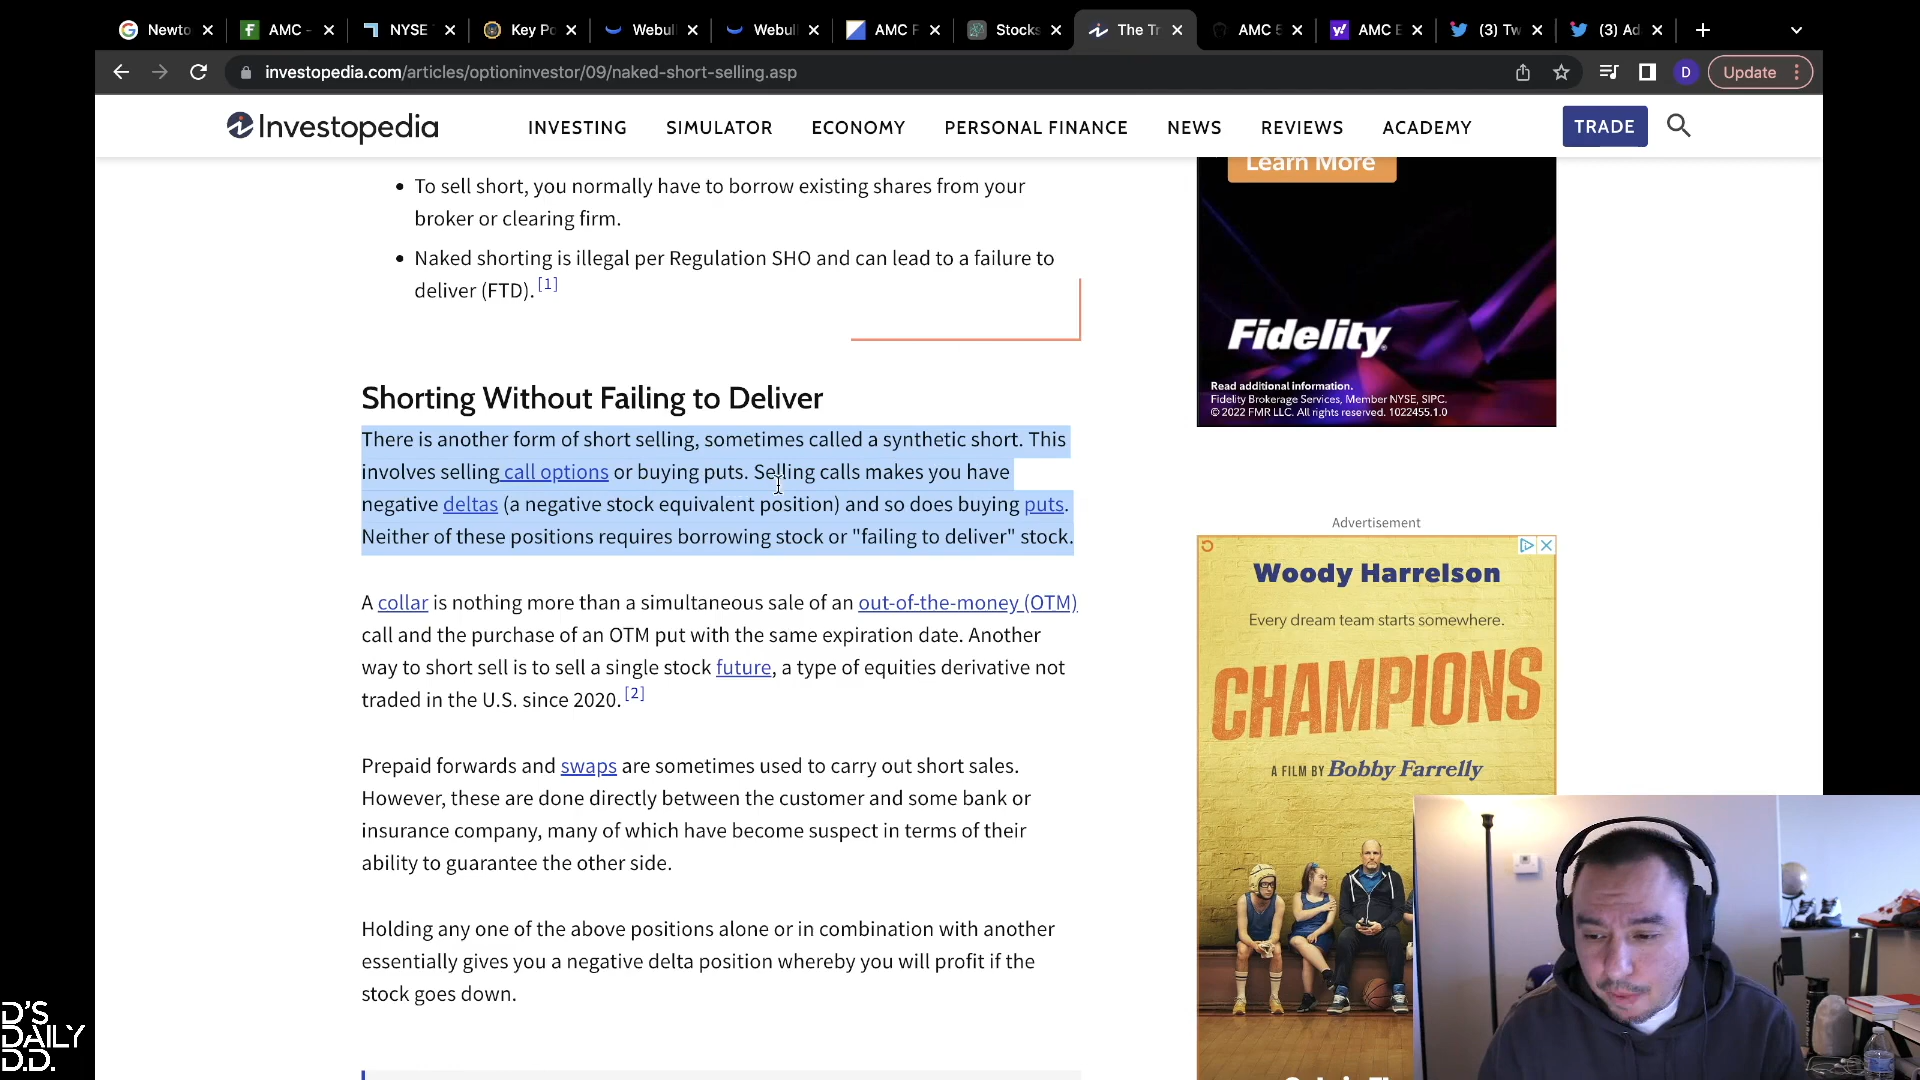 Newto
AMC -
NYSE
Key Po
Webull
Webull
AMC F
Stocks
The Tr
AMC
AMC E
(3) Tw
(3) Ad
investopedia.com/articles/optioninvestor/09/naked-short-selling.asp
D
Update
Investopedia
INVESTING
SIMULATOR
ECONOMY
PERSONAL FINANCE
NEWS
REVIEWS
ACADEMY
TRADE
To sell short, you normally have to borrow existing shares from your
broker or clearing firm.
Naked shorting is illegal per Regulation SHO and can lead to a failure to
deliver (FTD). [1]
Shorting Without Failing to Deliver
There is another form of short selling, sometimes called a synthetic short. This
involves selling call options or buying puts. Selling calls makes you have
negative deltas (a negative stock equivalent position) and so does buying puts.
Neither of these positions requires borrowing stock or "failing to deliver" stock.
A collar is nothing more than a simultaneous sale of an out-of-the-money (OTM)
call and the purchase of an OTM put with the same expiration date. Another
way to short sell is to sell a single stock future, a type of equities derivative not
traded in the U.S. since 2020. [2]
Prepaid forwards and swaps are sometimes used to carry out short sales.
However, these are done directly between the customer and some bank or
insurance company, many of which have become suspect in terms of their
ability to guarantee the other side.
Holding any one of the above positions alone or in combination with another
essentially gives you a negative delta position whereby you will profit if the
stock goes down.
Learn More
Fidelity
Read additional information.
Fidelity Brokerage Services, Member NYSE, SIPC.
© 2022 FMR LLC. All rights reserved. 1022455.1.0
Advertisement
Woody Harrelson
Every dream team starts somewhere.
CHAMPIONS
A FILM BY Bobby Farrelly
D'S
DAILY
D.D.